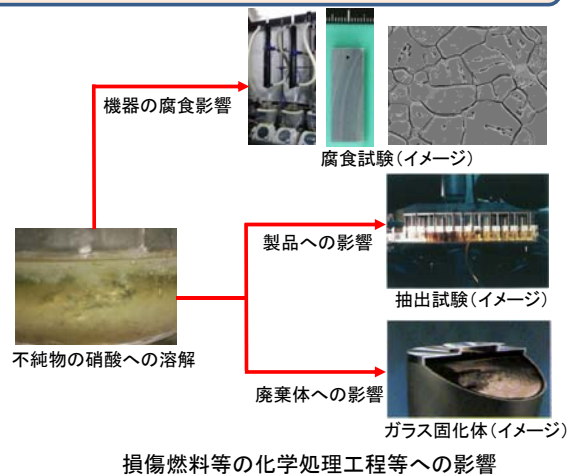 機器の腐食影響
腐食試験(イメージ)
製品への影響
抽出試験(イメージ)
不純物の硝酸への溶解
廃棄体への影響
ガラス固化体(イメージ)
損傷燃料等の化学処理工程等への影響